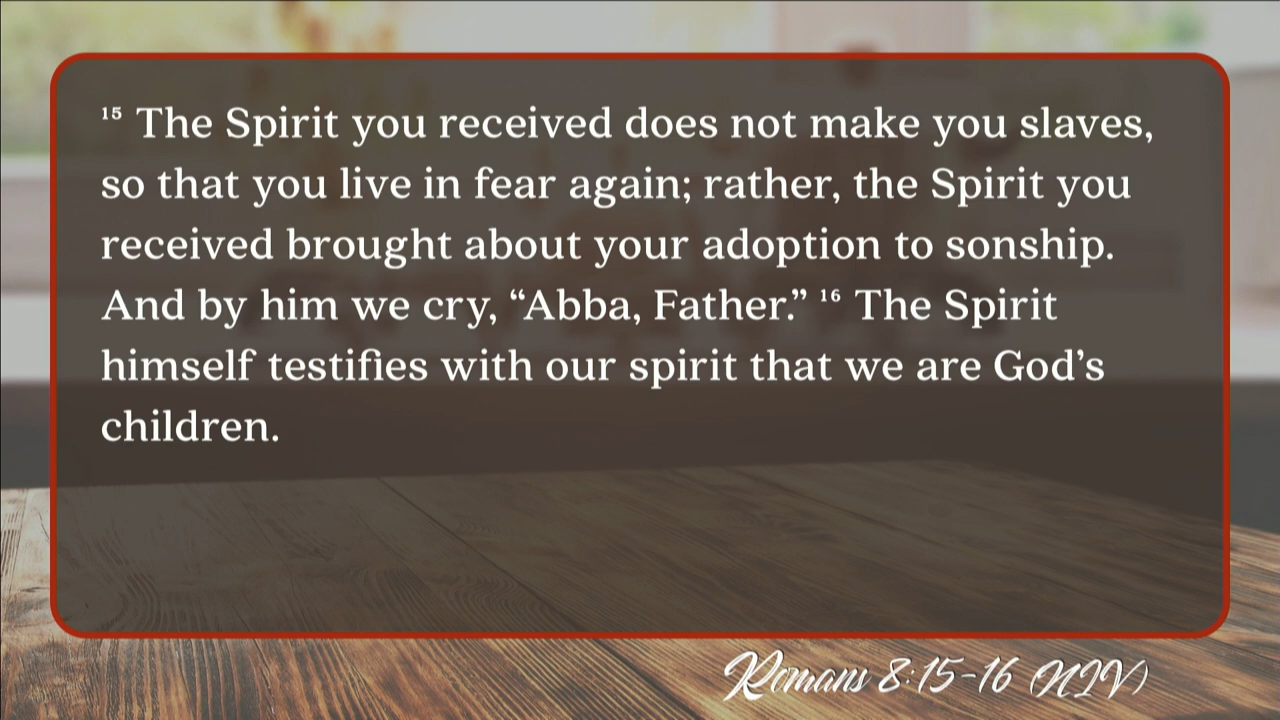 ¹⁵ The Spirit you received does not make you slaves,
so that you live in fear again; rather, the Spirit you
received brought about your adoption to sonship.
And by him we cry, “Abba, Father.” ¹⁶ The Spirit
himself testifies with our spirit that we are God’s
children.
Romans 8:15-16 (NIV)